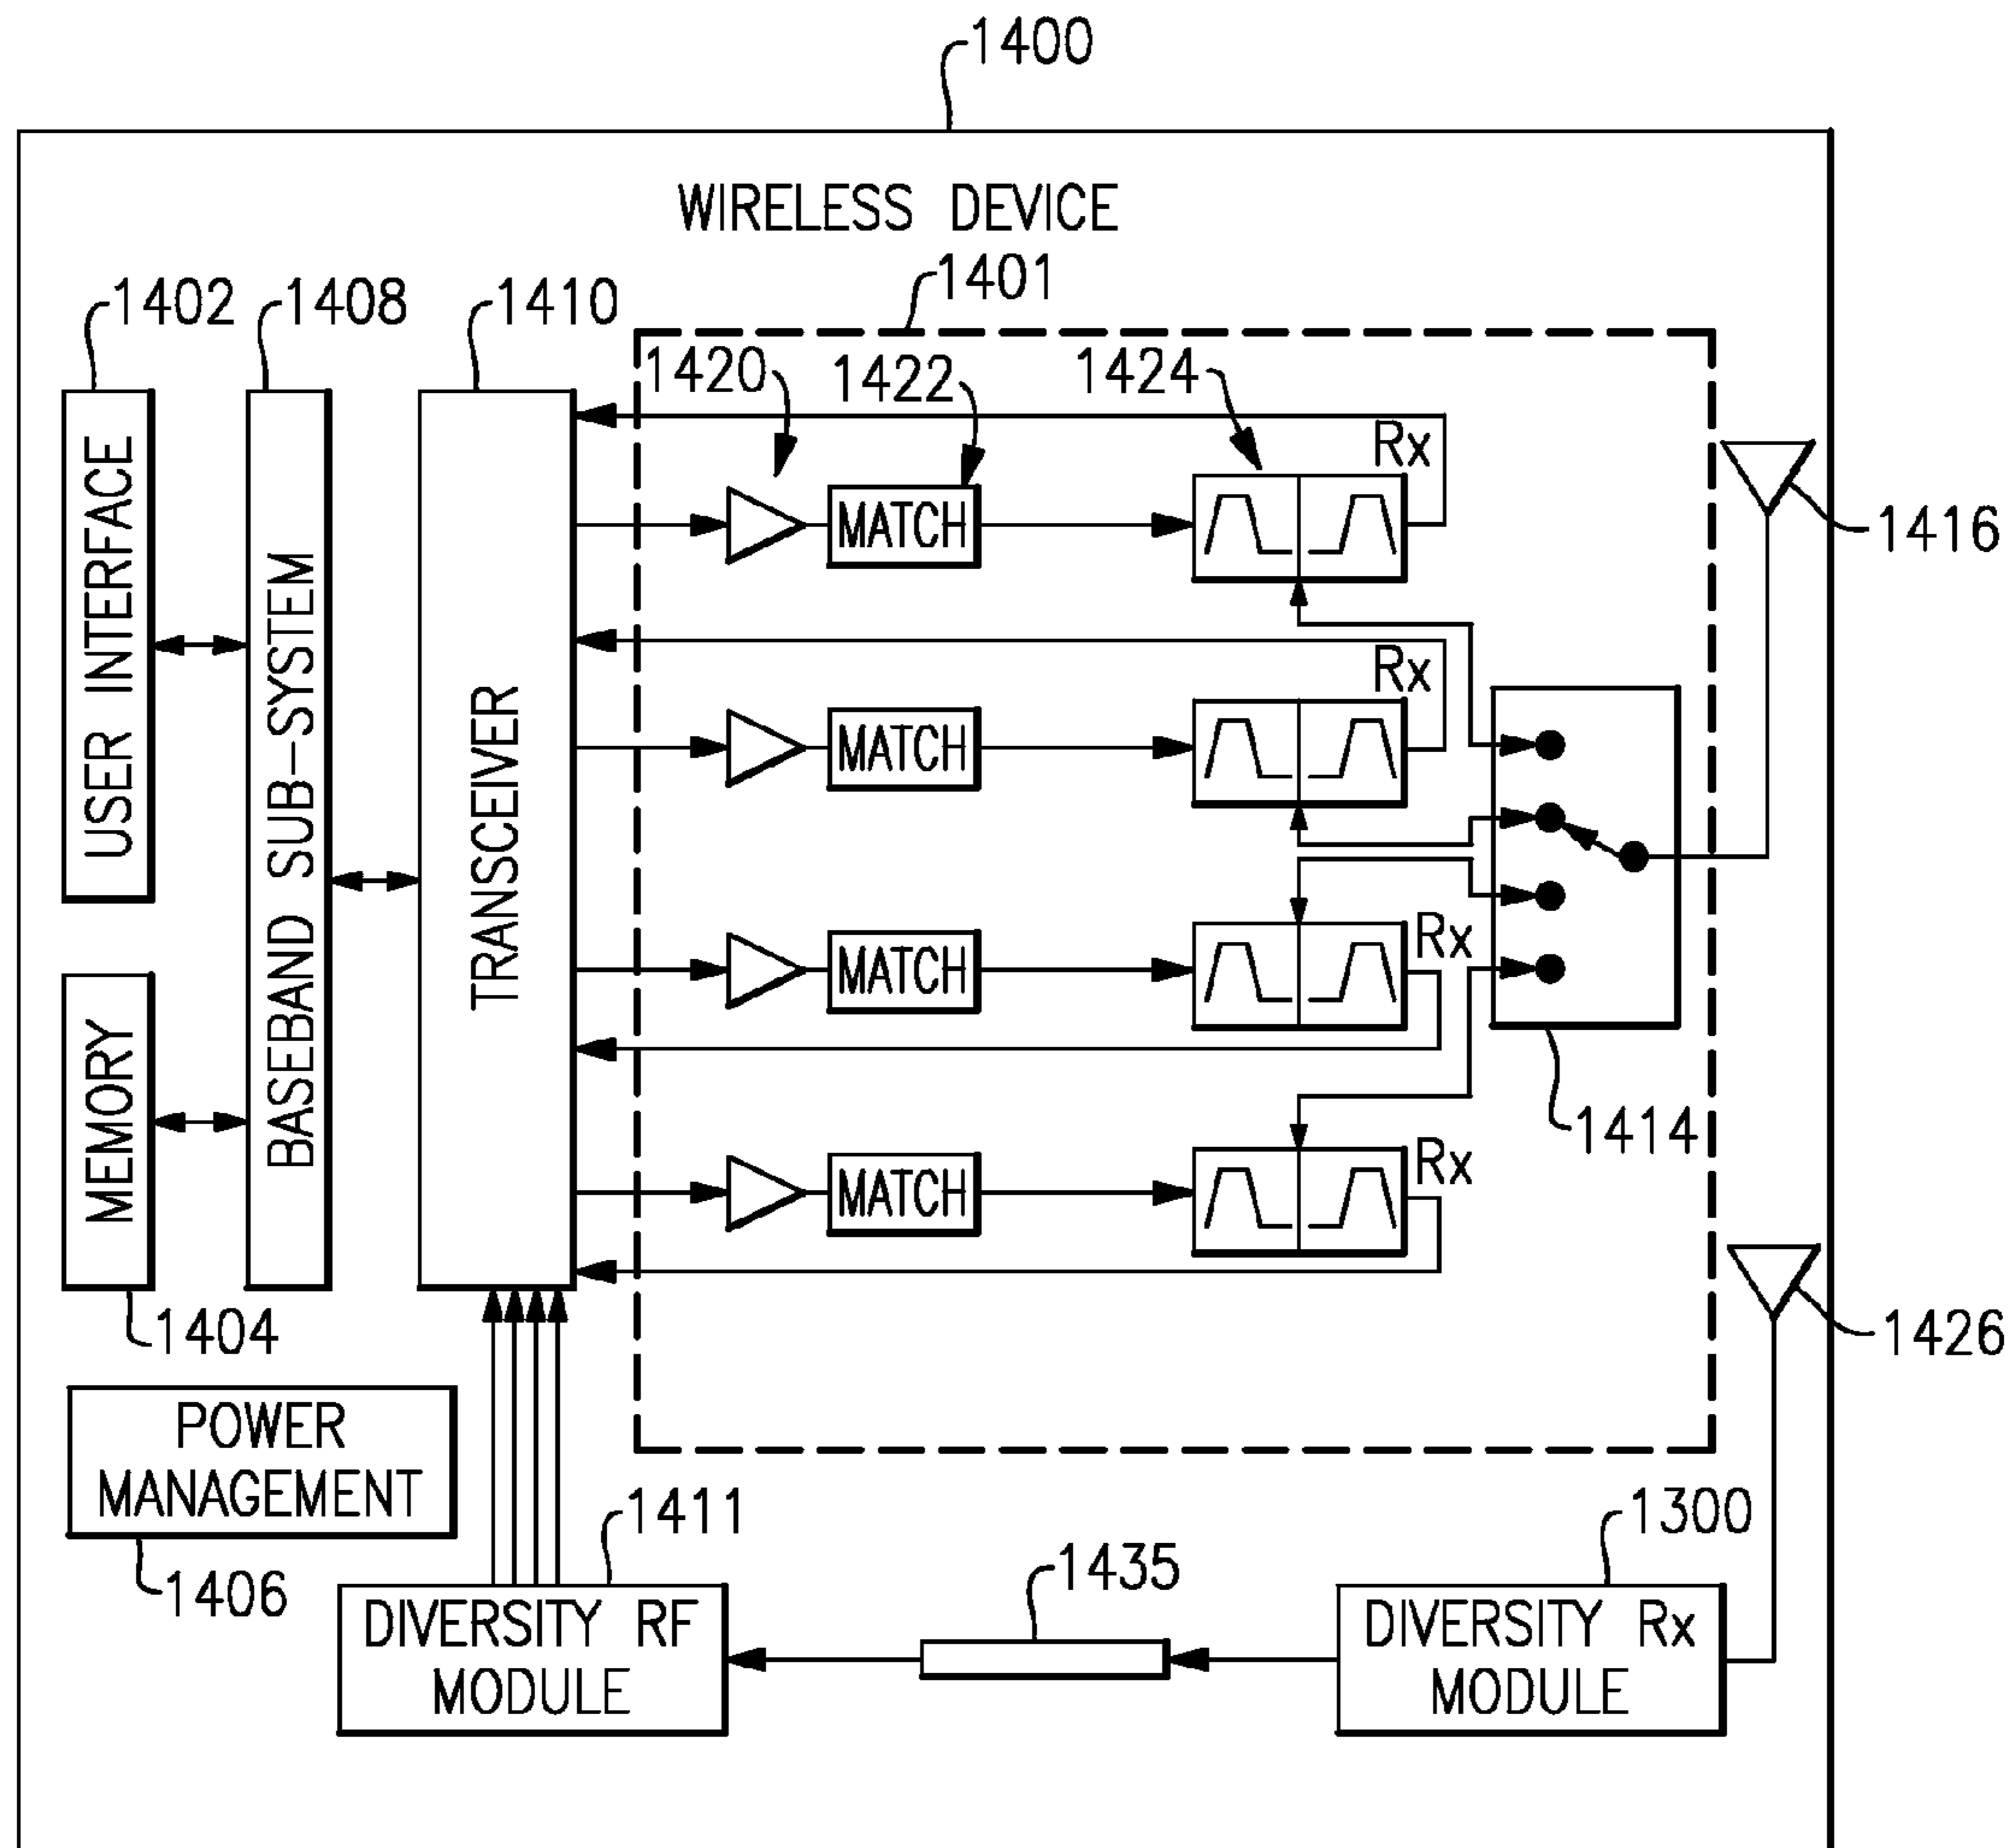 1400
WIRELESS DEVICE
1401
1402
1408
1410
1420
1422
1424
Rx
MATCH
1416
Rx
MATCH
Rx
MATCH
1414
Rx
MATCH
USER INTERFACE
BASEBAND SUB-SYSTEM
TRANSCEIVER
MEMORY
1404
1426
POWER
MANAGEMENT
1406
1411
DIVERSITY RF
MODULE
1435
1300
DIVERSITY Rx
MODULE